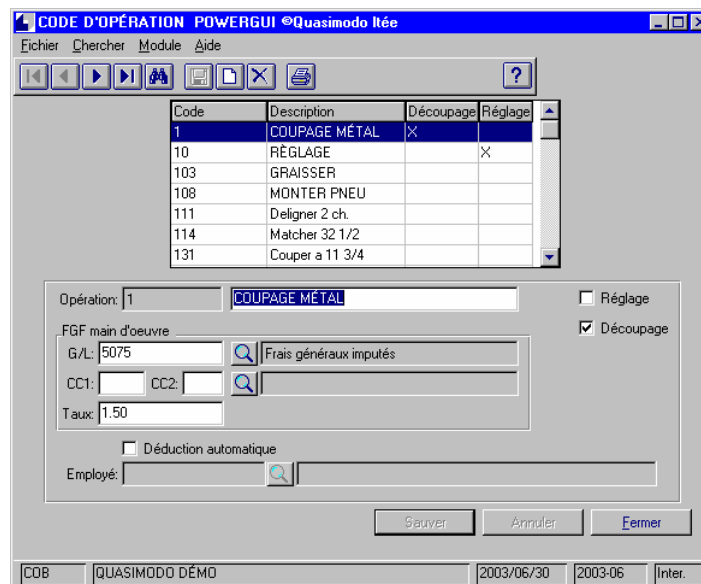 CODE D'OPÉRATION POWERGUI ©Quasimodo ltée
Fichier Chercher Module Aide
?
Code Description Découpage Réglage
1 COUPAGE MÉTAL X
10 RÈGLAGE X
103 GRAISSER
108 MONTER PNEU
111 Deligner 2 ch.
114 Matcher 32 1/2
131 Couper a 11 3/4
Opération: 1 COUPAGE MÉTAL Réglage
Découpage
FGF main d'oeuvre
G/L: 5075 Frais généraux imputés
CC1: CC2:
Taux: 1.50
Déduction automatique
Employé:
Sauver Annuler Fermer
COB QUASIMODO DÉMO 2003/06/30 2003-06 Inter.